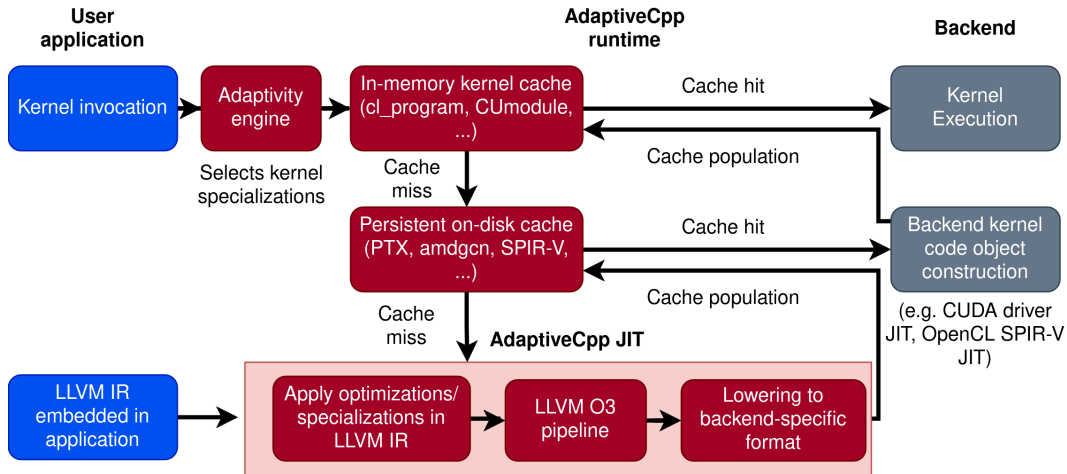 User
application
AdaptiveCpp
runtime
Backend
Kernel invocation
Adaptivity
engine
In-memory kernel cache
(cl_program, CUmodule,
...)
Cache hit
Kernel
Execution
Selects kernel
specializations
Cache
miss
Cache population
Persistent on-disk cache
(PTX, amdgcn, SPIR-V,
...)
Cache hit
Backend kernel
code object
construction
Cache
miss
Cache population
(e.g. CUDA driver
JIT, OpenCL SPIR-V
JIT)
AdaptiveCpp JIT
LLVM IR
embedded in
application
Apply optimizations/
specializations in
LLVM IR
LLVM O3
pipeline
Lowering to
backend-specific
format